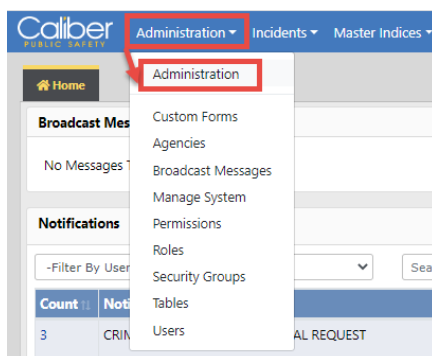 Caliber
PUBLIC SAFETY
Administration Incidents Master Indices
Home
Administration
Custom Forms
Agencies
Broadcast Messages
Manage System
Permissions
Roles
Security Groups
Tables
Users
Broadcast Mes
No Messages
Notifications
-Filter By User
Sea
Count Noti
3 CRIM AL REQUEST